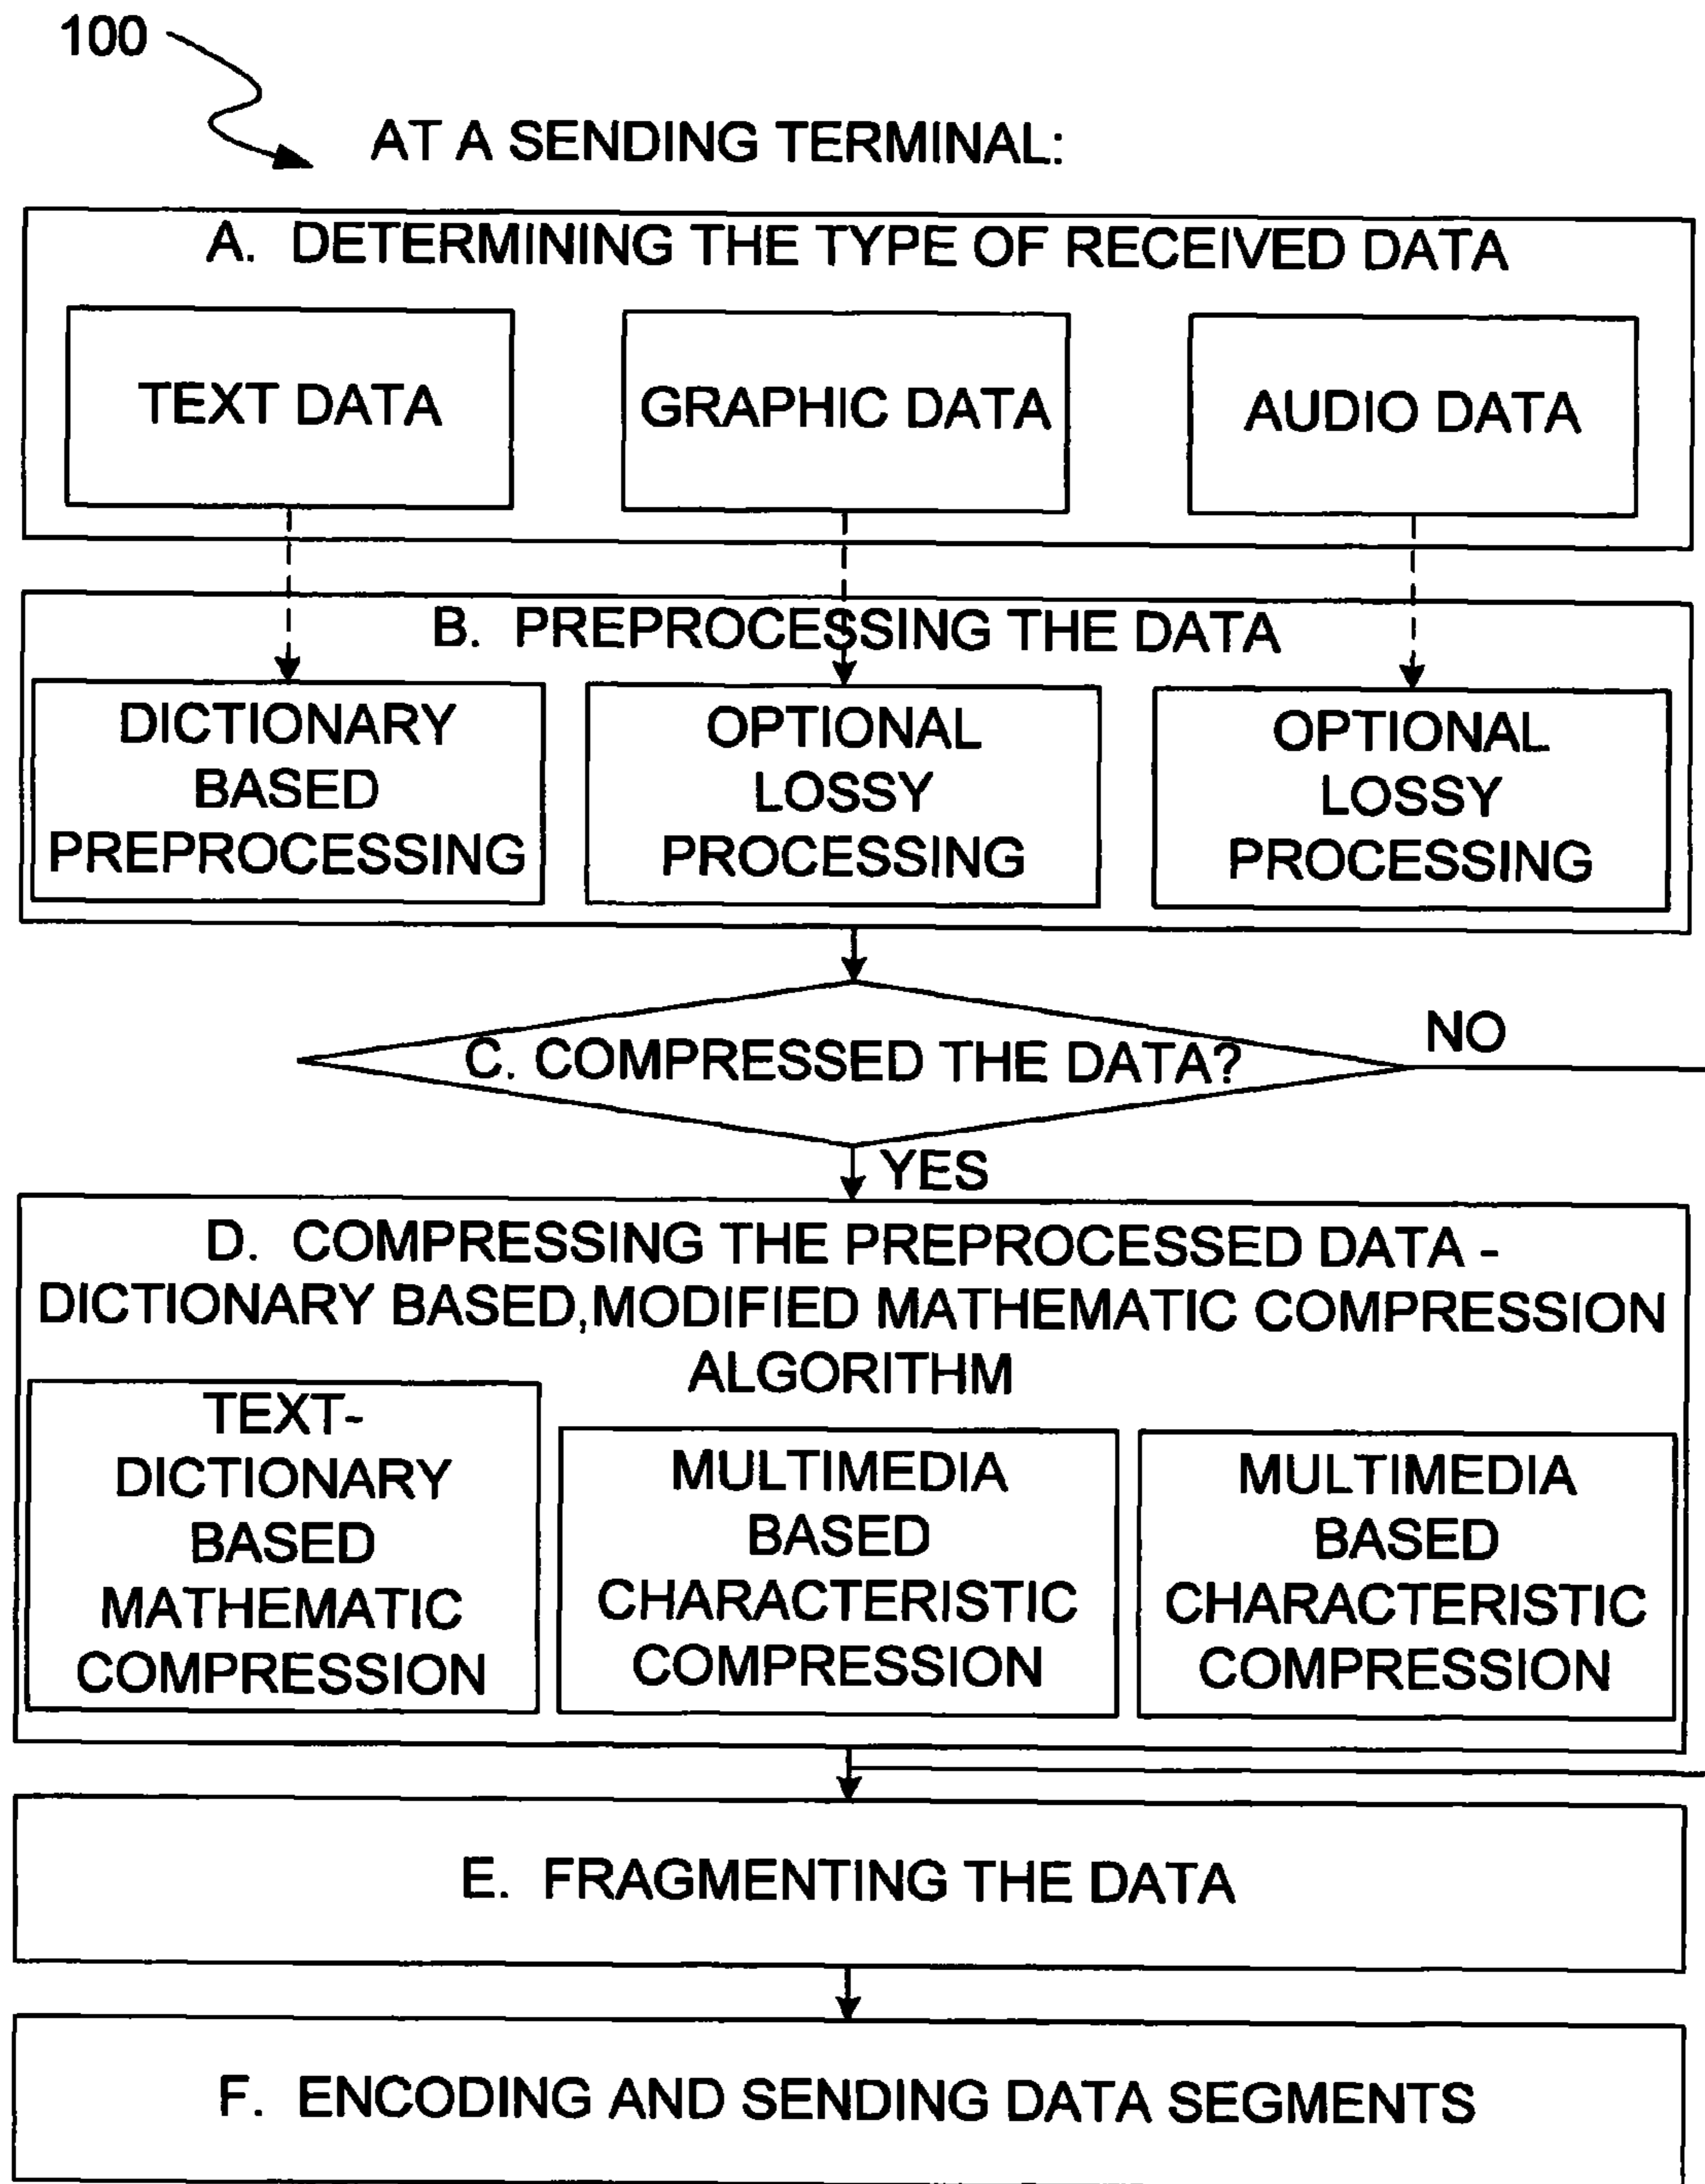 100
AT A SENDING TERMINAL:
A. DETERMINING THE TYPE OF RECEIVED DATA
TEXT DATA
GRAPHIC DATA
AUDIO DATA
B. PREPROCESSING THE DATA
DICTIONARY
BASED
PREPROCESSING
OPTIONAL
LOSSY
PROCESSING
OPTIONAL
LOSSY
PROCESSING
C. COMPRESSED THE DATA?
NO
YES
D. COMPRESSING THE PREPROCESSED DATA -
DICTIONARY BASED,MODIFIED MATHEMATIC COMPRESSION
ALGORITHM
TEXT-
DICTIONARY
BASED
MATHEMATIC
COMPRESSION
MULTIMEDIA
BASED
CHARACTERISTIC
COMPRESSION
MULTIMEDIA
BASED
CHARACTERISTIC
COMPRESSION
E. FRAGMENTING THE DATA
F. ENCODING AND SENDING DATA SEGMENTS